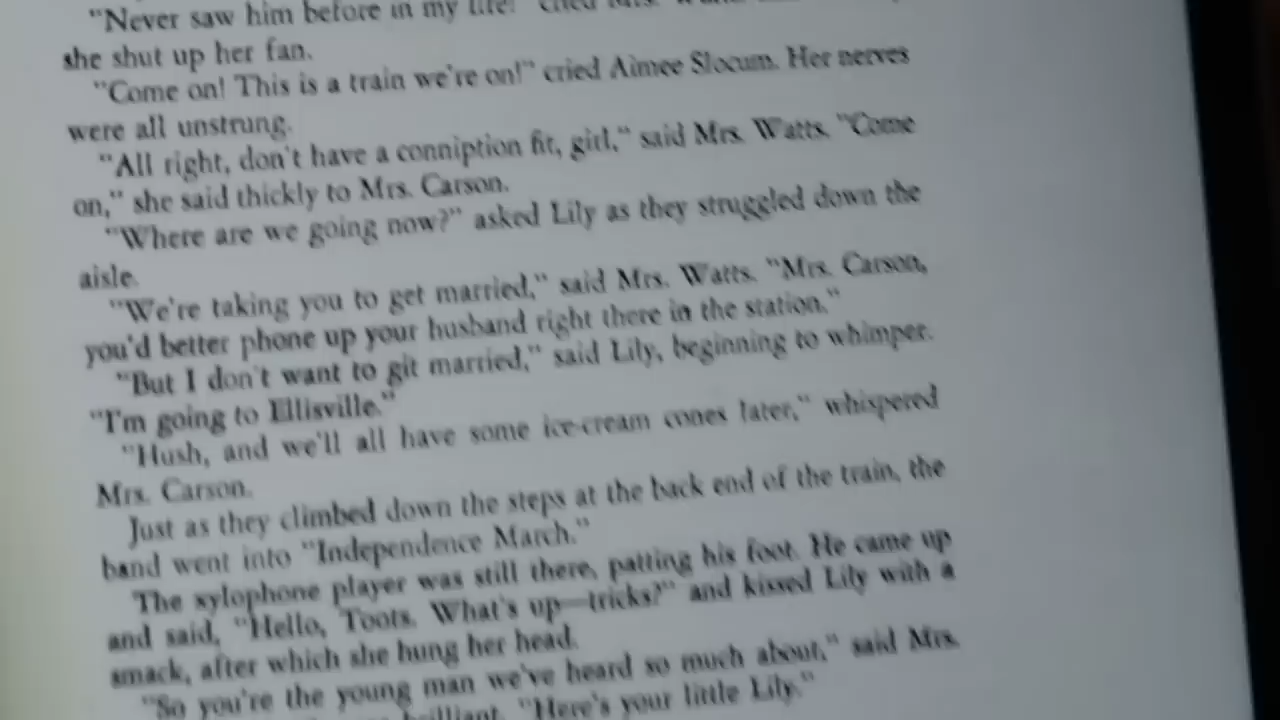 "Never saw him before in my life!" cried Mrs.
she shut up her fan.
"Come on! This is a train we're on!" cried Aimee Slocum. Her nerves
were all unstrung.
"All right, don't have a conniption fit, girl," said Mrs. Watts. "Come
on," she said thickly to Mrs. Carson.
"Where are we going now?" asked Lily as they struggled down the
aisle.
"We're taking you to get married," said Mrs. Watts. "Mrs. Carson,
you'd better phone up your husband right there in the station."
"But I don't want to git married," said Lily, beginning to whimper.
"I'm going to Ellisville."
"Hush, and we'll all have some ice-cream cones later," whispered
Mrs. Carson.
Just as they climbed down the steps at the back end of the train, the
band went into "Independence March."
The xylophone player was still there, patting his foot. He came up
and said, "Hello, Toots. What's up—tricks?" and kissed Lily with a
smack, after which she hung her head.
"So you're the young man we've heard so much about," said Mrs.
brilliant. "Here's your little Lily."